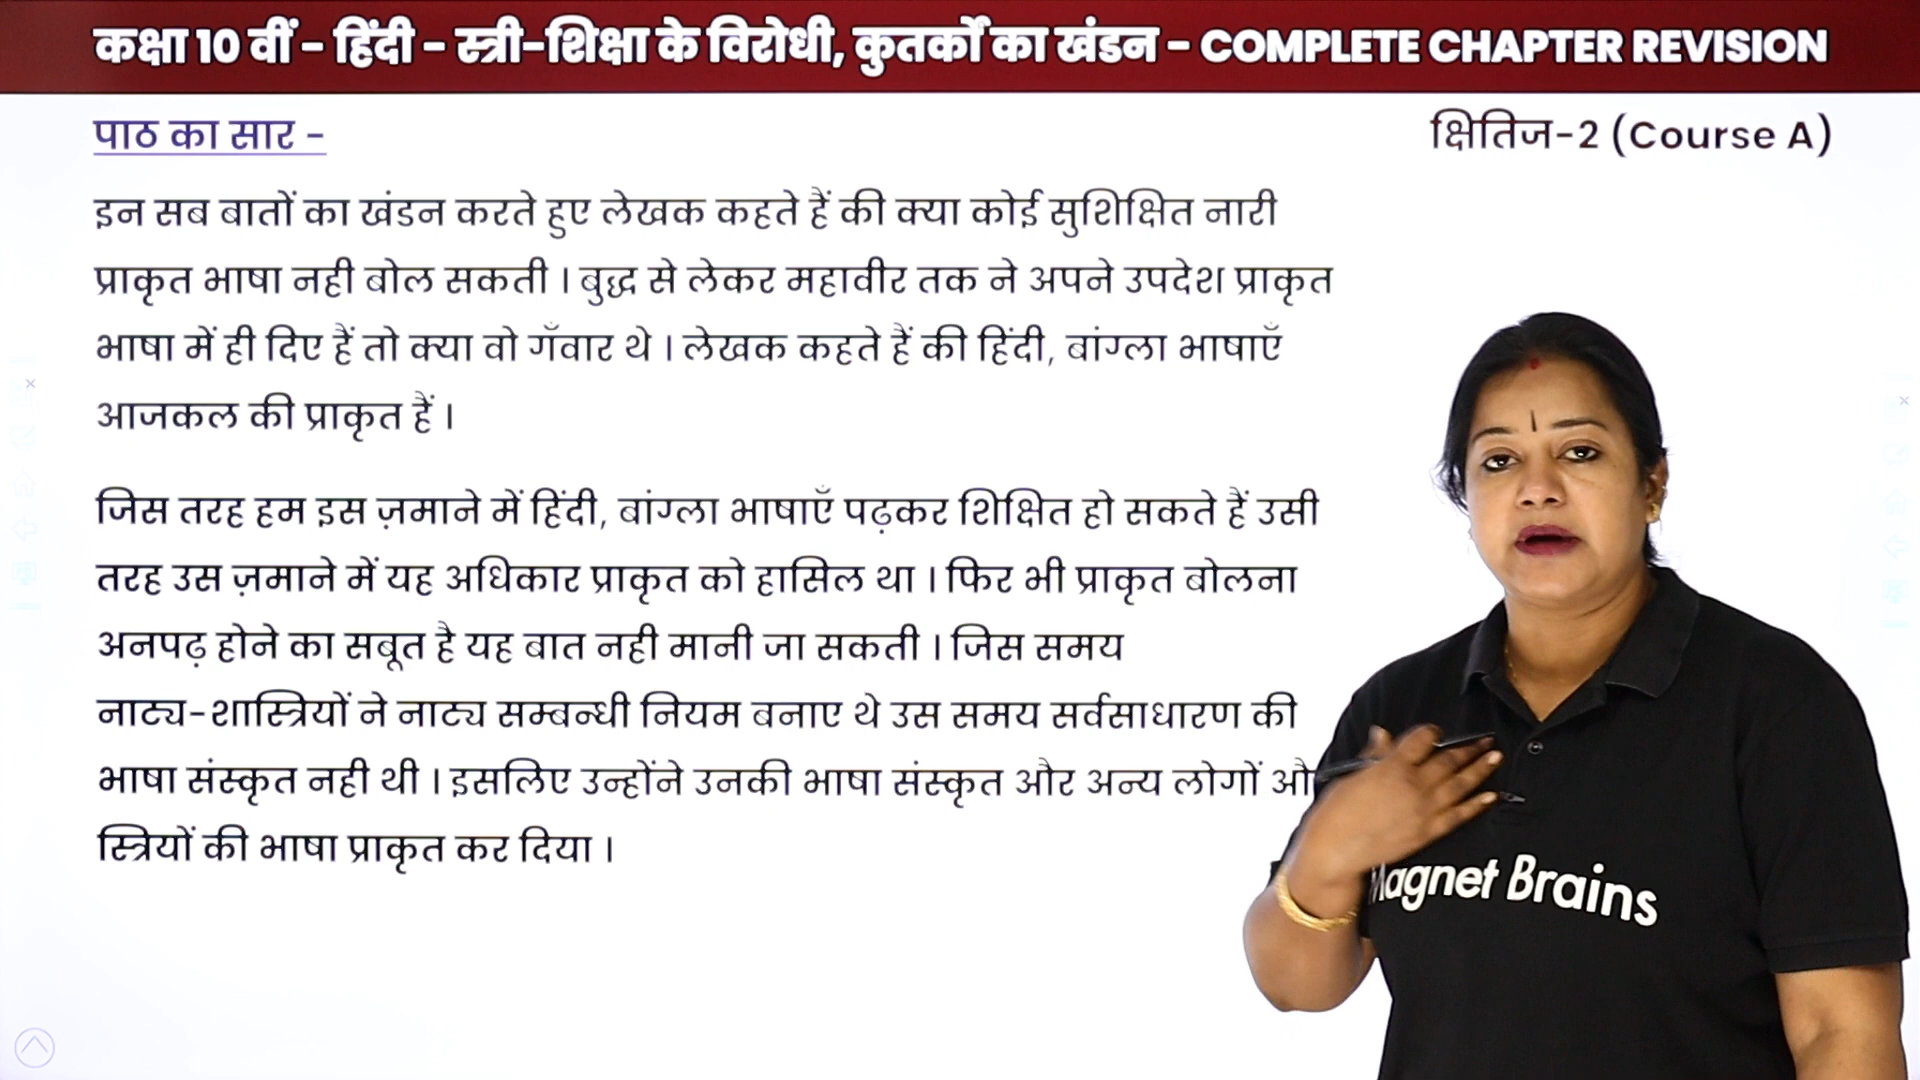 कक्षा 10 वीं – हिंदी – स्त्री-शिक्षा के विरोधी, कुतर्कों का खंडन – COMPLETE CHAPTER REVISION
पाठ का सार -
क्षितिज-2 (Course A)
इन सब बातों का खंडन करते हुए लेखक कहते हैं की क्या कोई सुशिक्षित नारी
प्राकृत भाषा नही बोल सकती । बुद्ध से लेकर महावीर तक ने अपने उपदेश प्राकृत
भाषा में ही दिए हैं तो क्या वो गँवार थे । लेखक कहते हैं की हिंदी, बांग्ला भाषाएँ
आजकल की प्राकृत हैं ।
जिस तरह हम इस ज़माने में हिंदी, बांग्ला भाषाएँ पढ़कर शिक्षित हो सकते हैं उसी
तरह उस ज़माने में यह अधिकार प्राकृत को हासिल था । फिर भी प्राकृत बोलना
अनपढ़ होने का सबूत है यह बात नही मानी जा सकती । जिस समय
नाट्य-शास्त्रियों ने नाट्य सम्बन्धी नियम बनाए थे उस समय सर्वसाधारण की
भाषा संस्कृत नही थी । इसलिए उन्होंने उनकी भाषा संस्कृत और अन्य लोगों
स्त्रियों की भाषा प्राकृत कर दिया ।
Brains